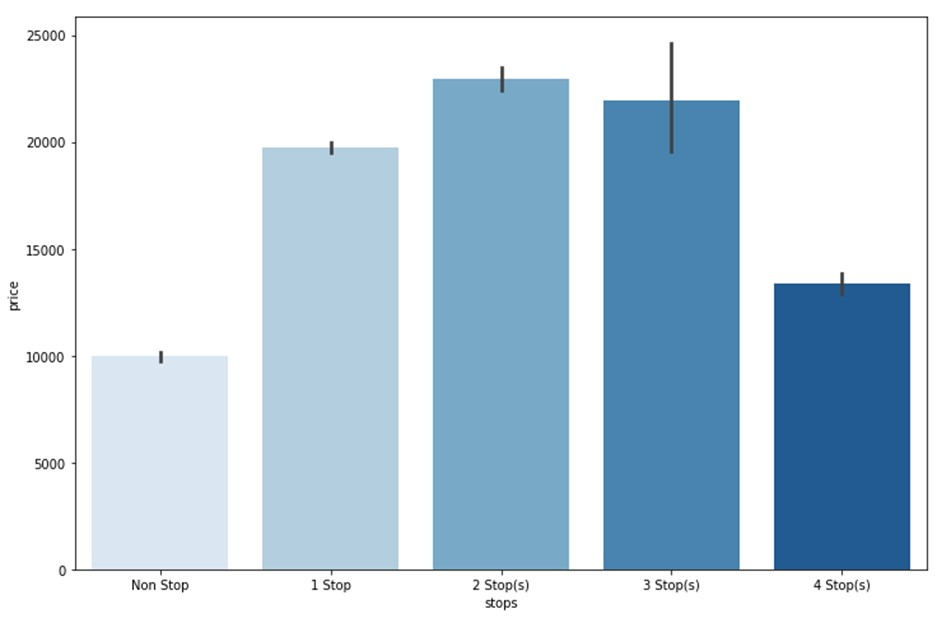 25000
20000
15000
10000
5000
0
price
Non Stop
1 Stop
2 Stop(s)
3 Stop(s)
4 Stop(s)
stops